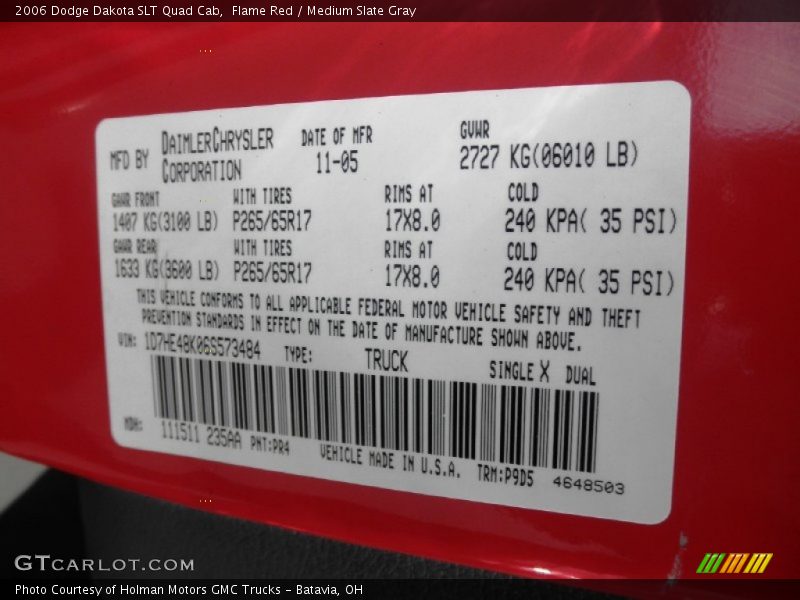 2006 Dodge Dakota SLT Quad Cab,  Flame Red / Medium Slate Gray
MFD BY DAIMLERCHRYSLER CORPORATION DATE OF MFR 11-05 GVWR 2727 KG(06010 LB)
GAWR FRONT WITH TIRES RIMS AT COLD
1407 KG(3100 LB) P265/65R17 17X8.0 240 KPA( 35 PSI)
GAWR REAR WITH TIRES RIMS AT COLD
1633 KG(3600 LB) P265/65R17 17X8.0 240 KPA( 35 PSI)
THIS VEHICLE CONFORMS TO ALL APPLICABLE FEDERAL MOTOR VEHICLE SAFETY AND THEFT
PREVENTION STANDARDS IN EFFECT ON THE DATE OF MANUFACTURE SHOWN ABOVE.
VIN: 1D7HE48K06S573484 TYPE: TRUCK SINGLE X DUAL
MDH: 111511 235AA PNT:PR4 VEHICLE MADE IN U.S.A. TRM:P9D5 4648503
GTCARLOT.COM
Photo Courtesy of Holman Motors GMC Trucks - Batavia, OH